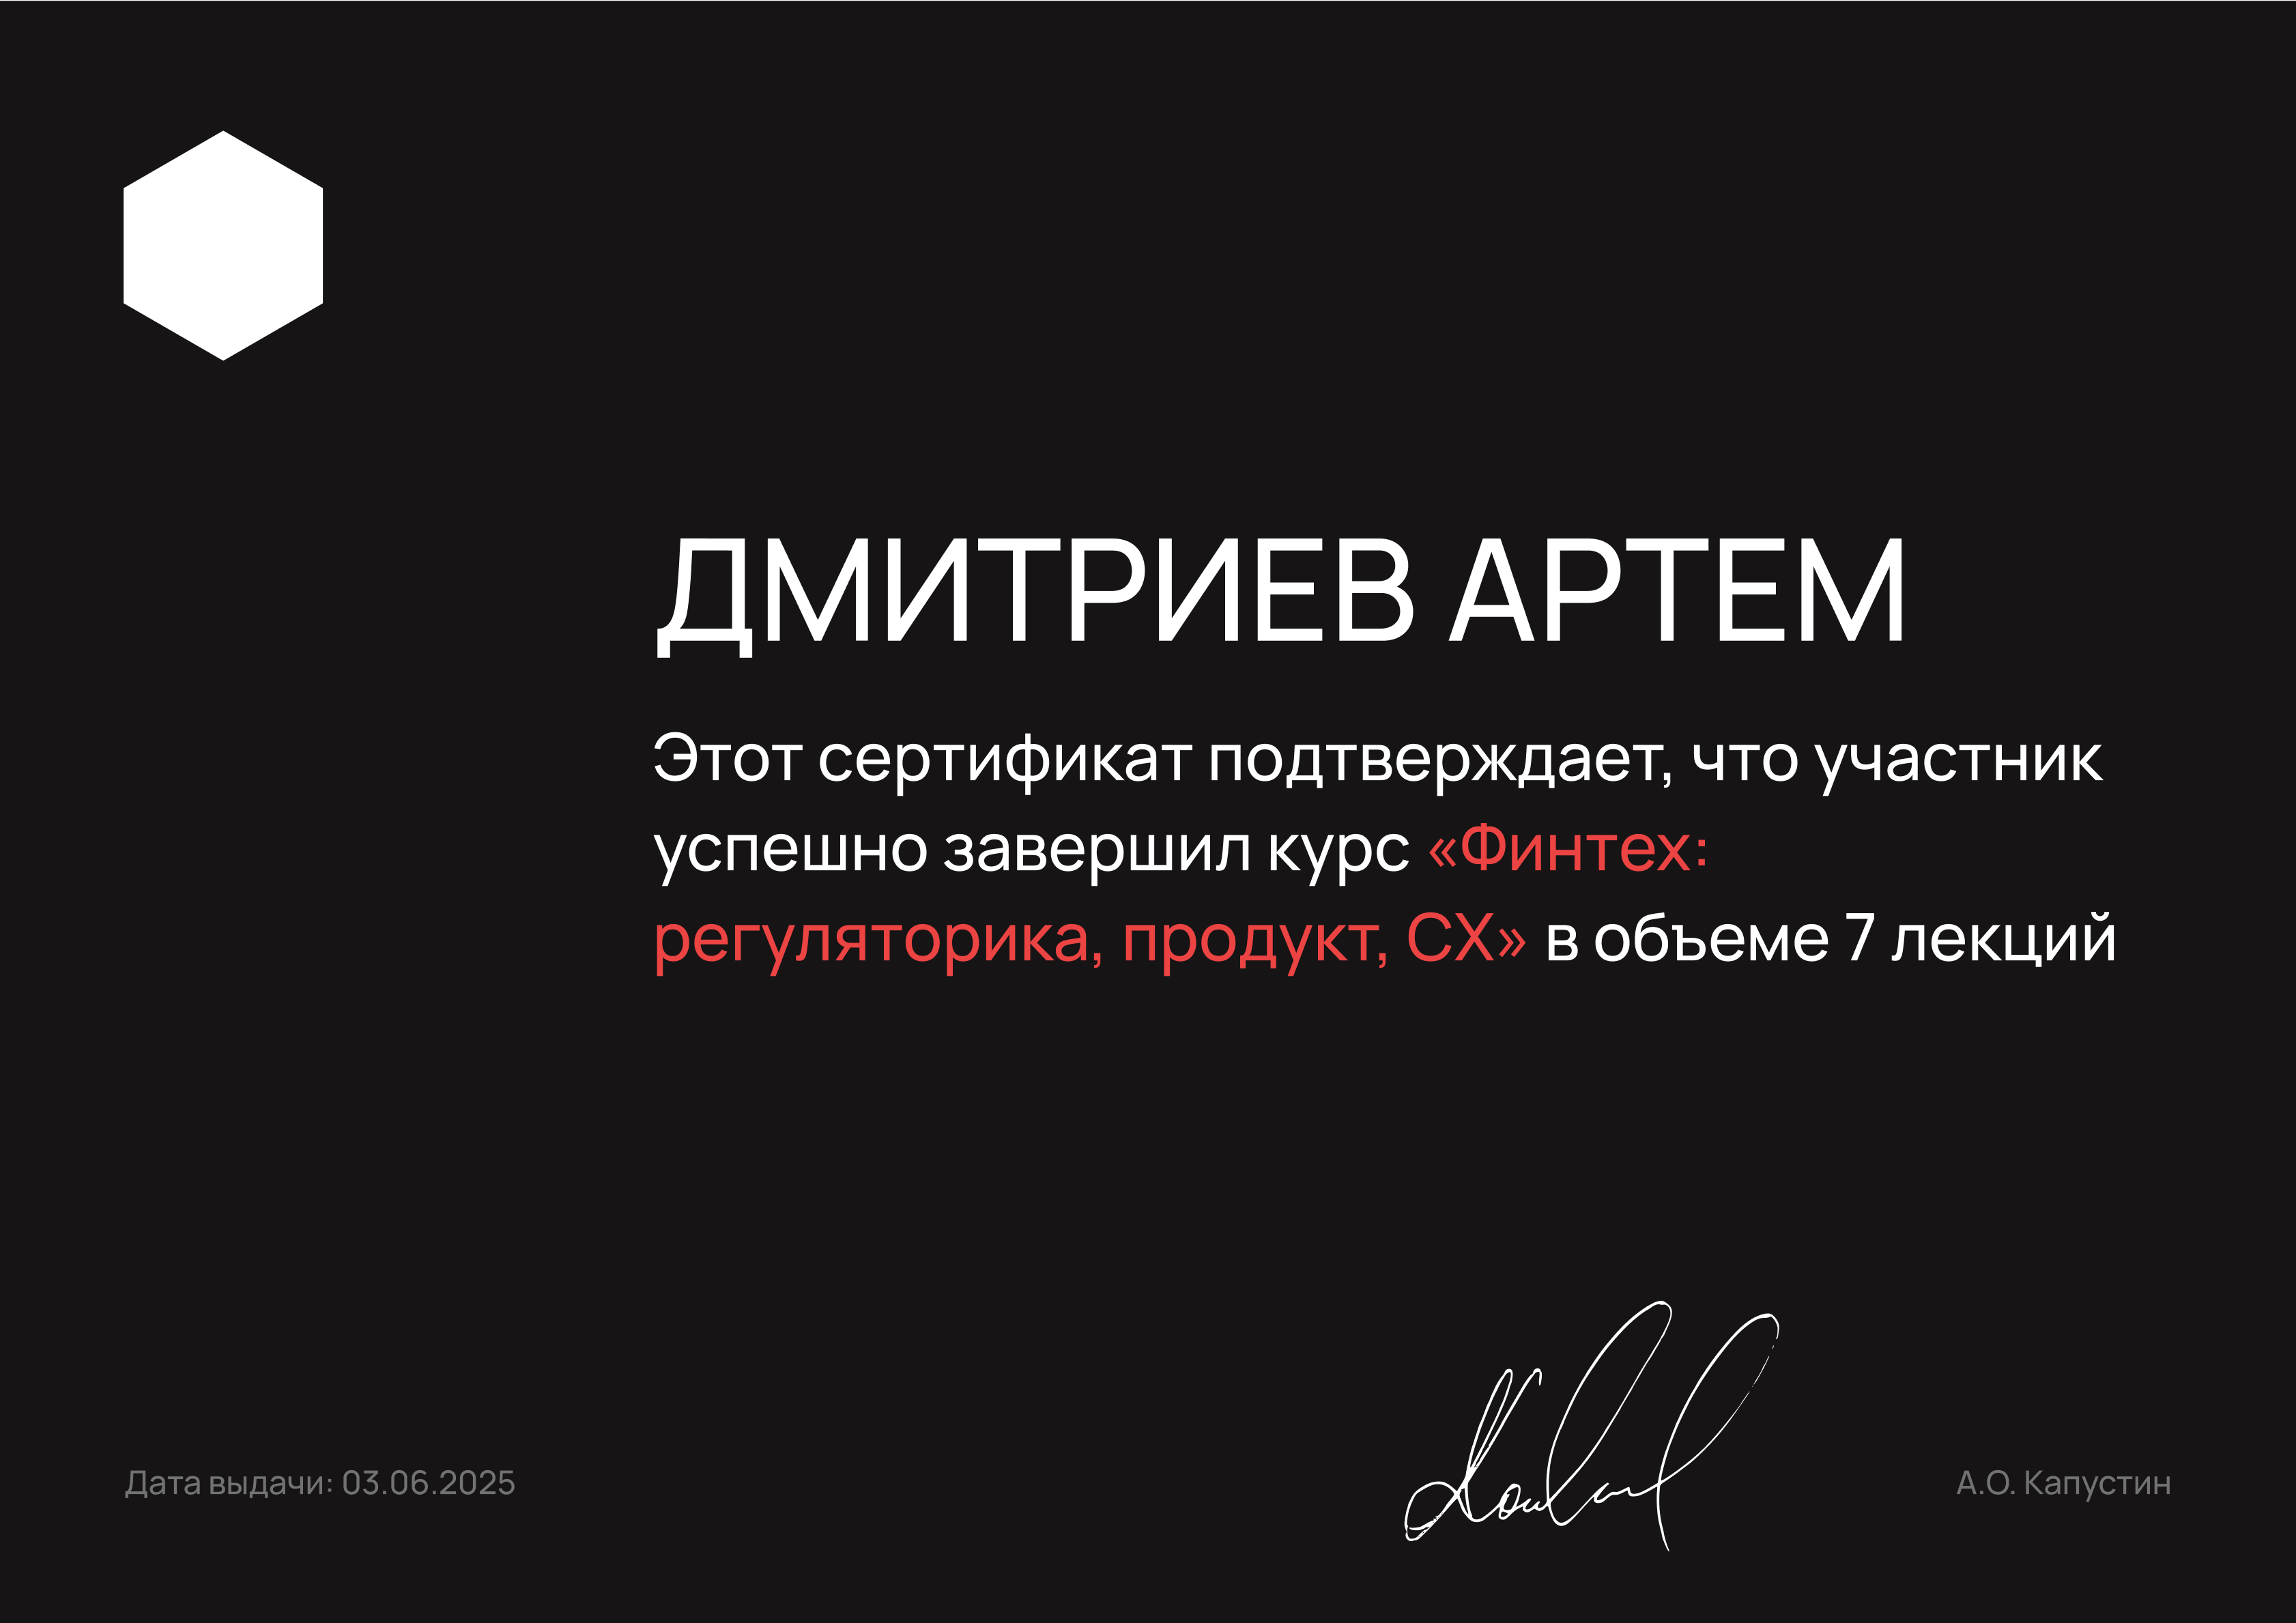 ДМИТРИЕВ АРТЕМ
Этот сертификат подтверждает, что участник
успешно завершил курс «Финтех:
регуляторика, продукт, CX» в объеме 7 лекций
Дата выдачи: 03.06.2025
А.О. Капустин